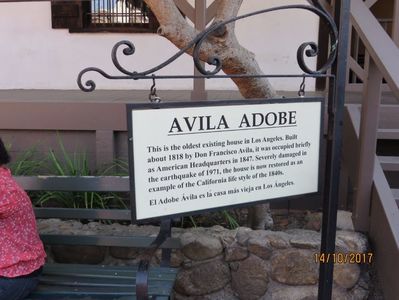 AVILA ADOBE
This is the oldest existing house in Los Angeles. Built
about 1818 by Don Francisco Avila, it was occupied briefly
as American Headquarters in 1847. Severely damaged in
the earthquake of 1971, the house is now restored as an
example of the California life style of the 1840s.
El Adobe Ávila es lá casa más vieja en Los Ángeles.
14/10/2017